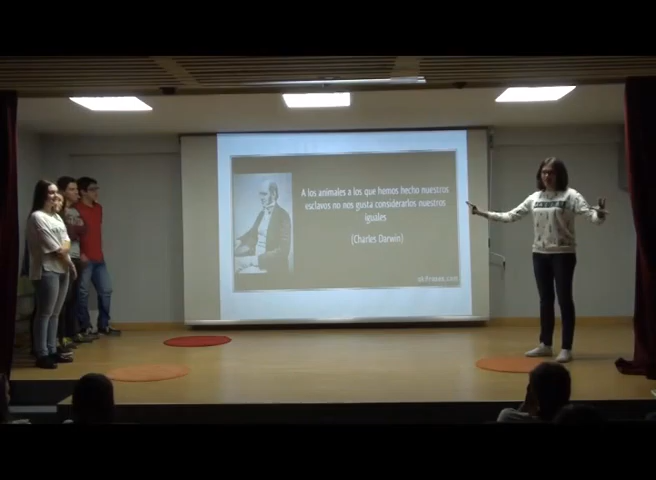 A los animales a los que hemos hecho nuestros
esclavos no nos gusta considerarlos nuestros
iguales
(Charles Darwin)